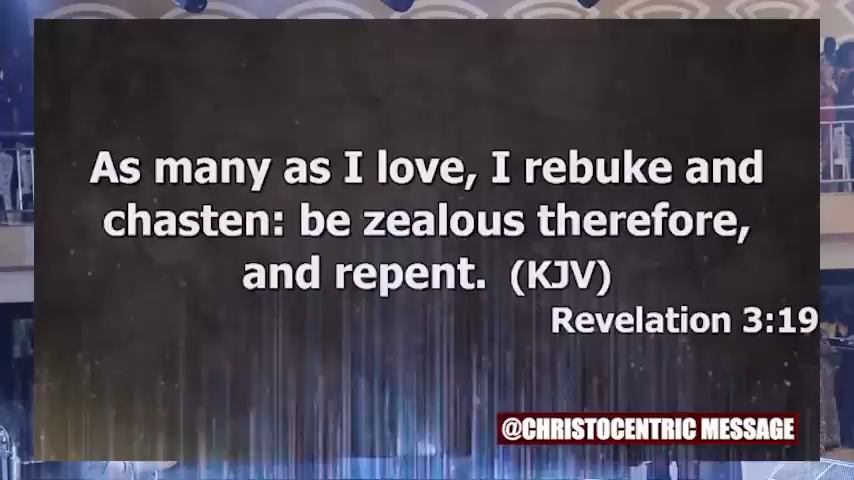 As many as I love, I rebuke and
chasten: be zealous therefore,
and repent. (KJV)
Revelation 3:19
@CHRISTOCENTRIC MESSAGE